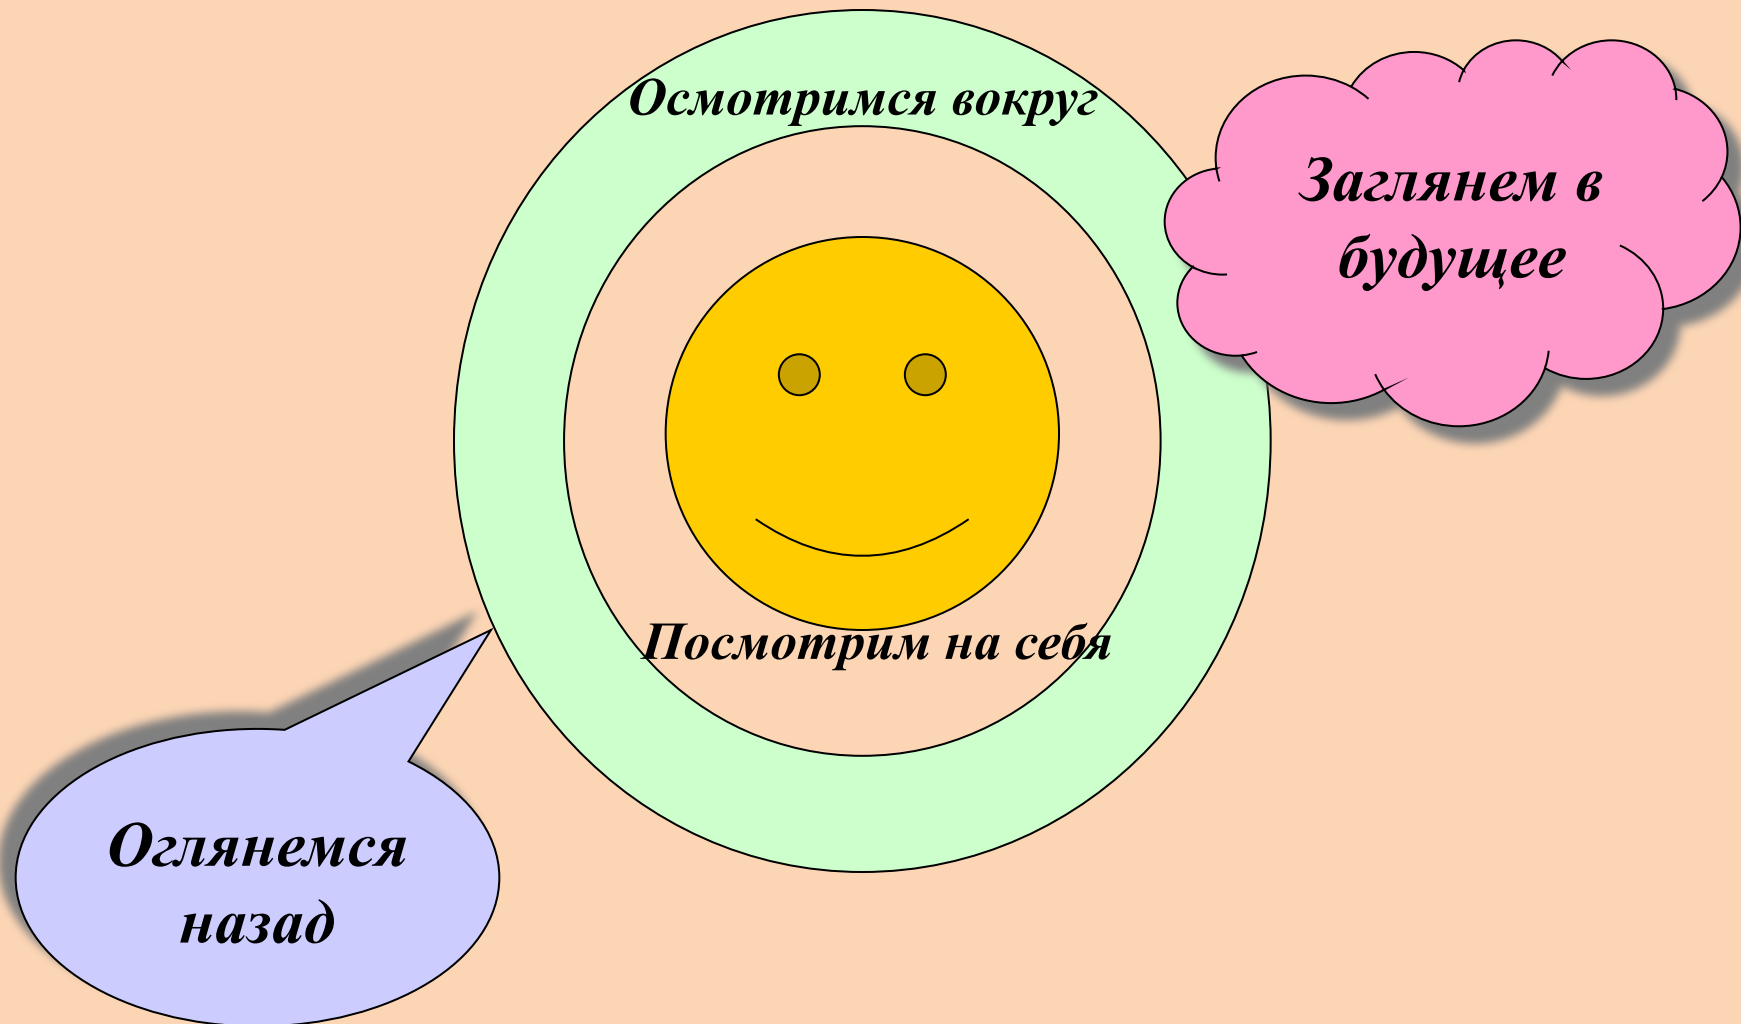 Осмотримся вокруг
Заглянем в
будущее
Посмотрим на себя
Оглянемся
назад